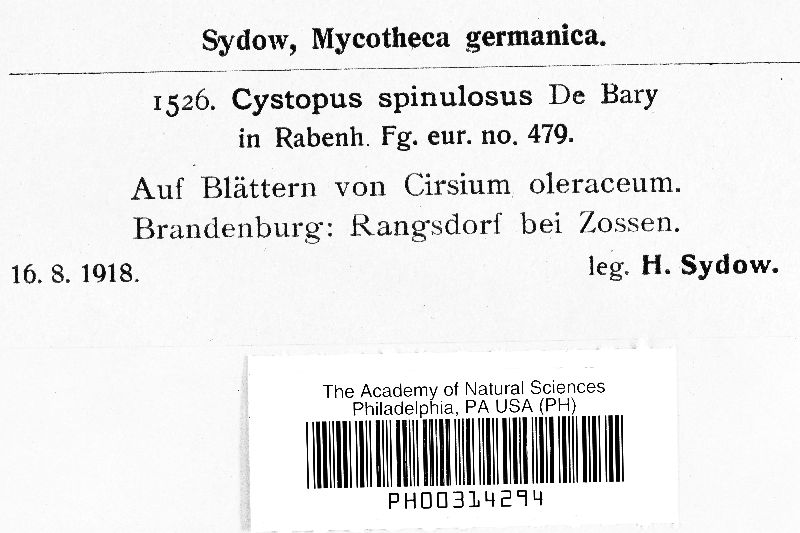 Sydow, Mycotheca germanica.
1526. Cystopus spinulosus De Bary
in Rabenh. Fg. eur. no. 479.
Auf Blättern von Cirsium oleraceum.
Brandenburg: Rangsdorf bei Zossen.
16. 8. 1918. leg. H. Sydow.
The Academy of Natural Sciences
Philadelphia, PA USA (PH)
PH00314294